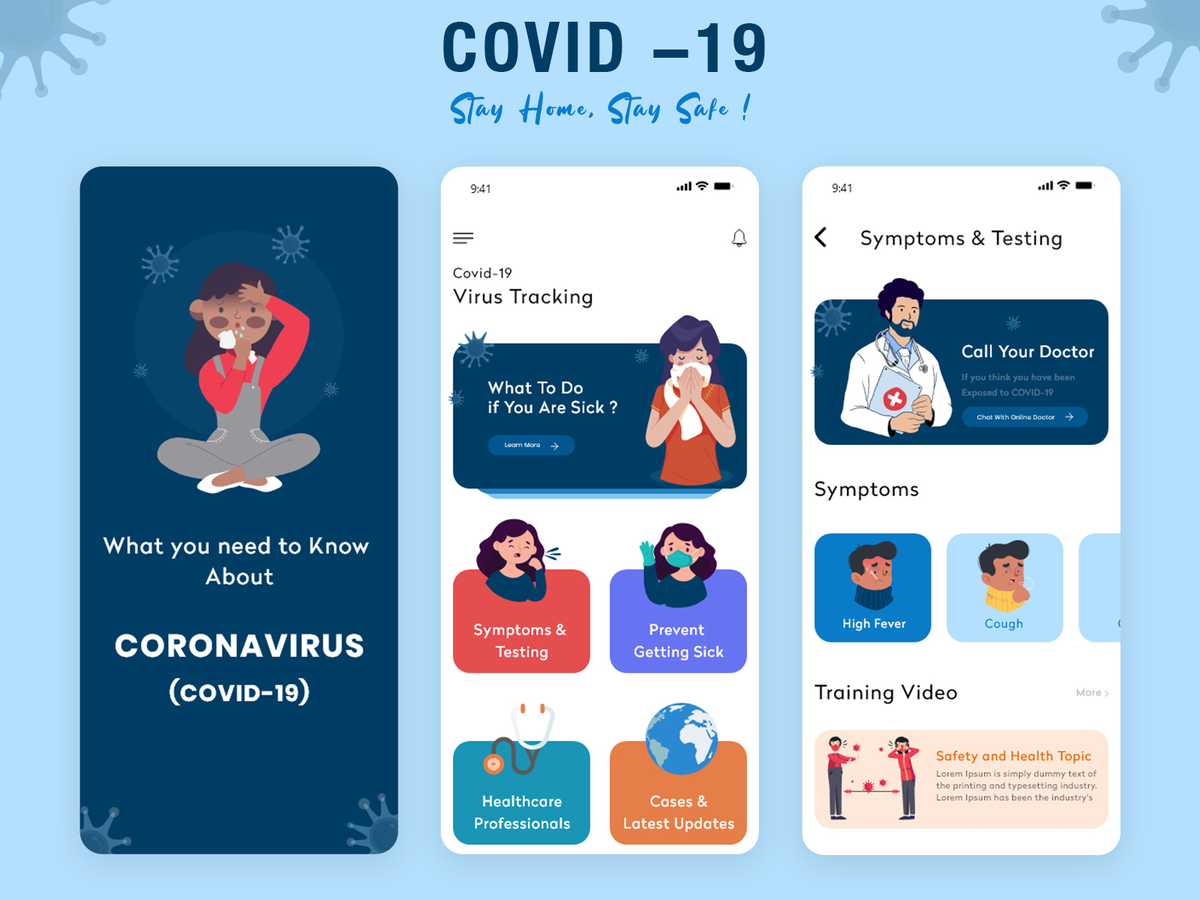 COVID –19
Stay Home, Stay Safe !
What you need to Know
About
CORONAVIRUS
(COVID-19)
9:41
Covid-19
Virus Tracking
What To Do
if You Are Sick ?
Learn More
Symptoms &
Testing
Prevent
Getting Sick
Healthcare
Professionals
Cases &
Latest Updates
9:41
Symptoms & Testing
Call Your Doctor
If you think you have been
Exposed to COVID-19
Chat With Online Doctor
Symptoms
High Fever
Cough
Training Video
More
Safety and Health Topic
Lorem Ipsum is simply dummy text of
the printing and typesetting industry.
Lorem Ipsum has been the industry's